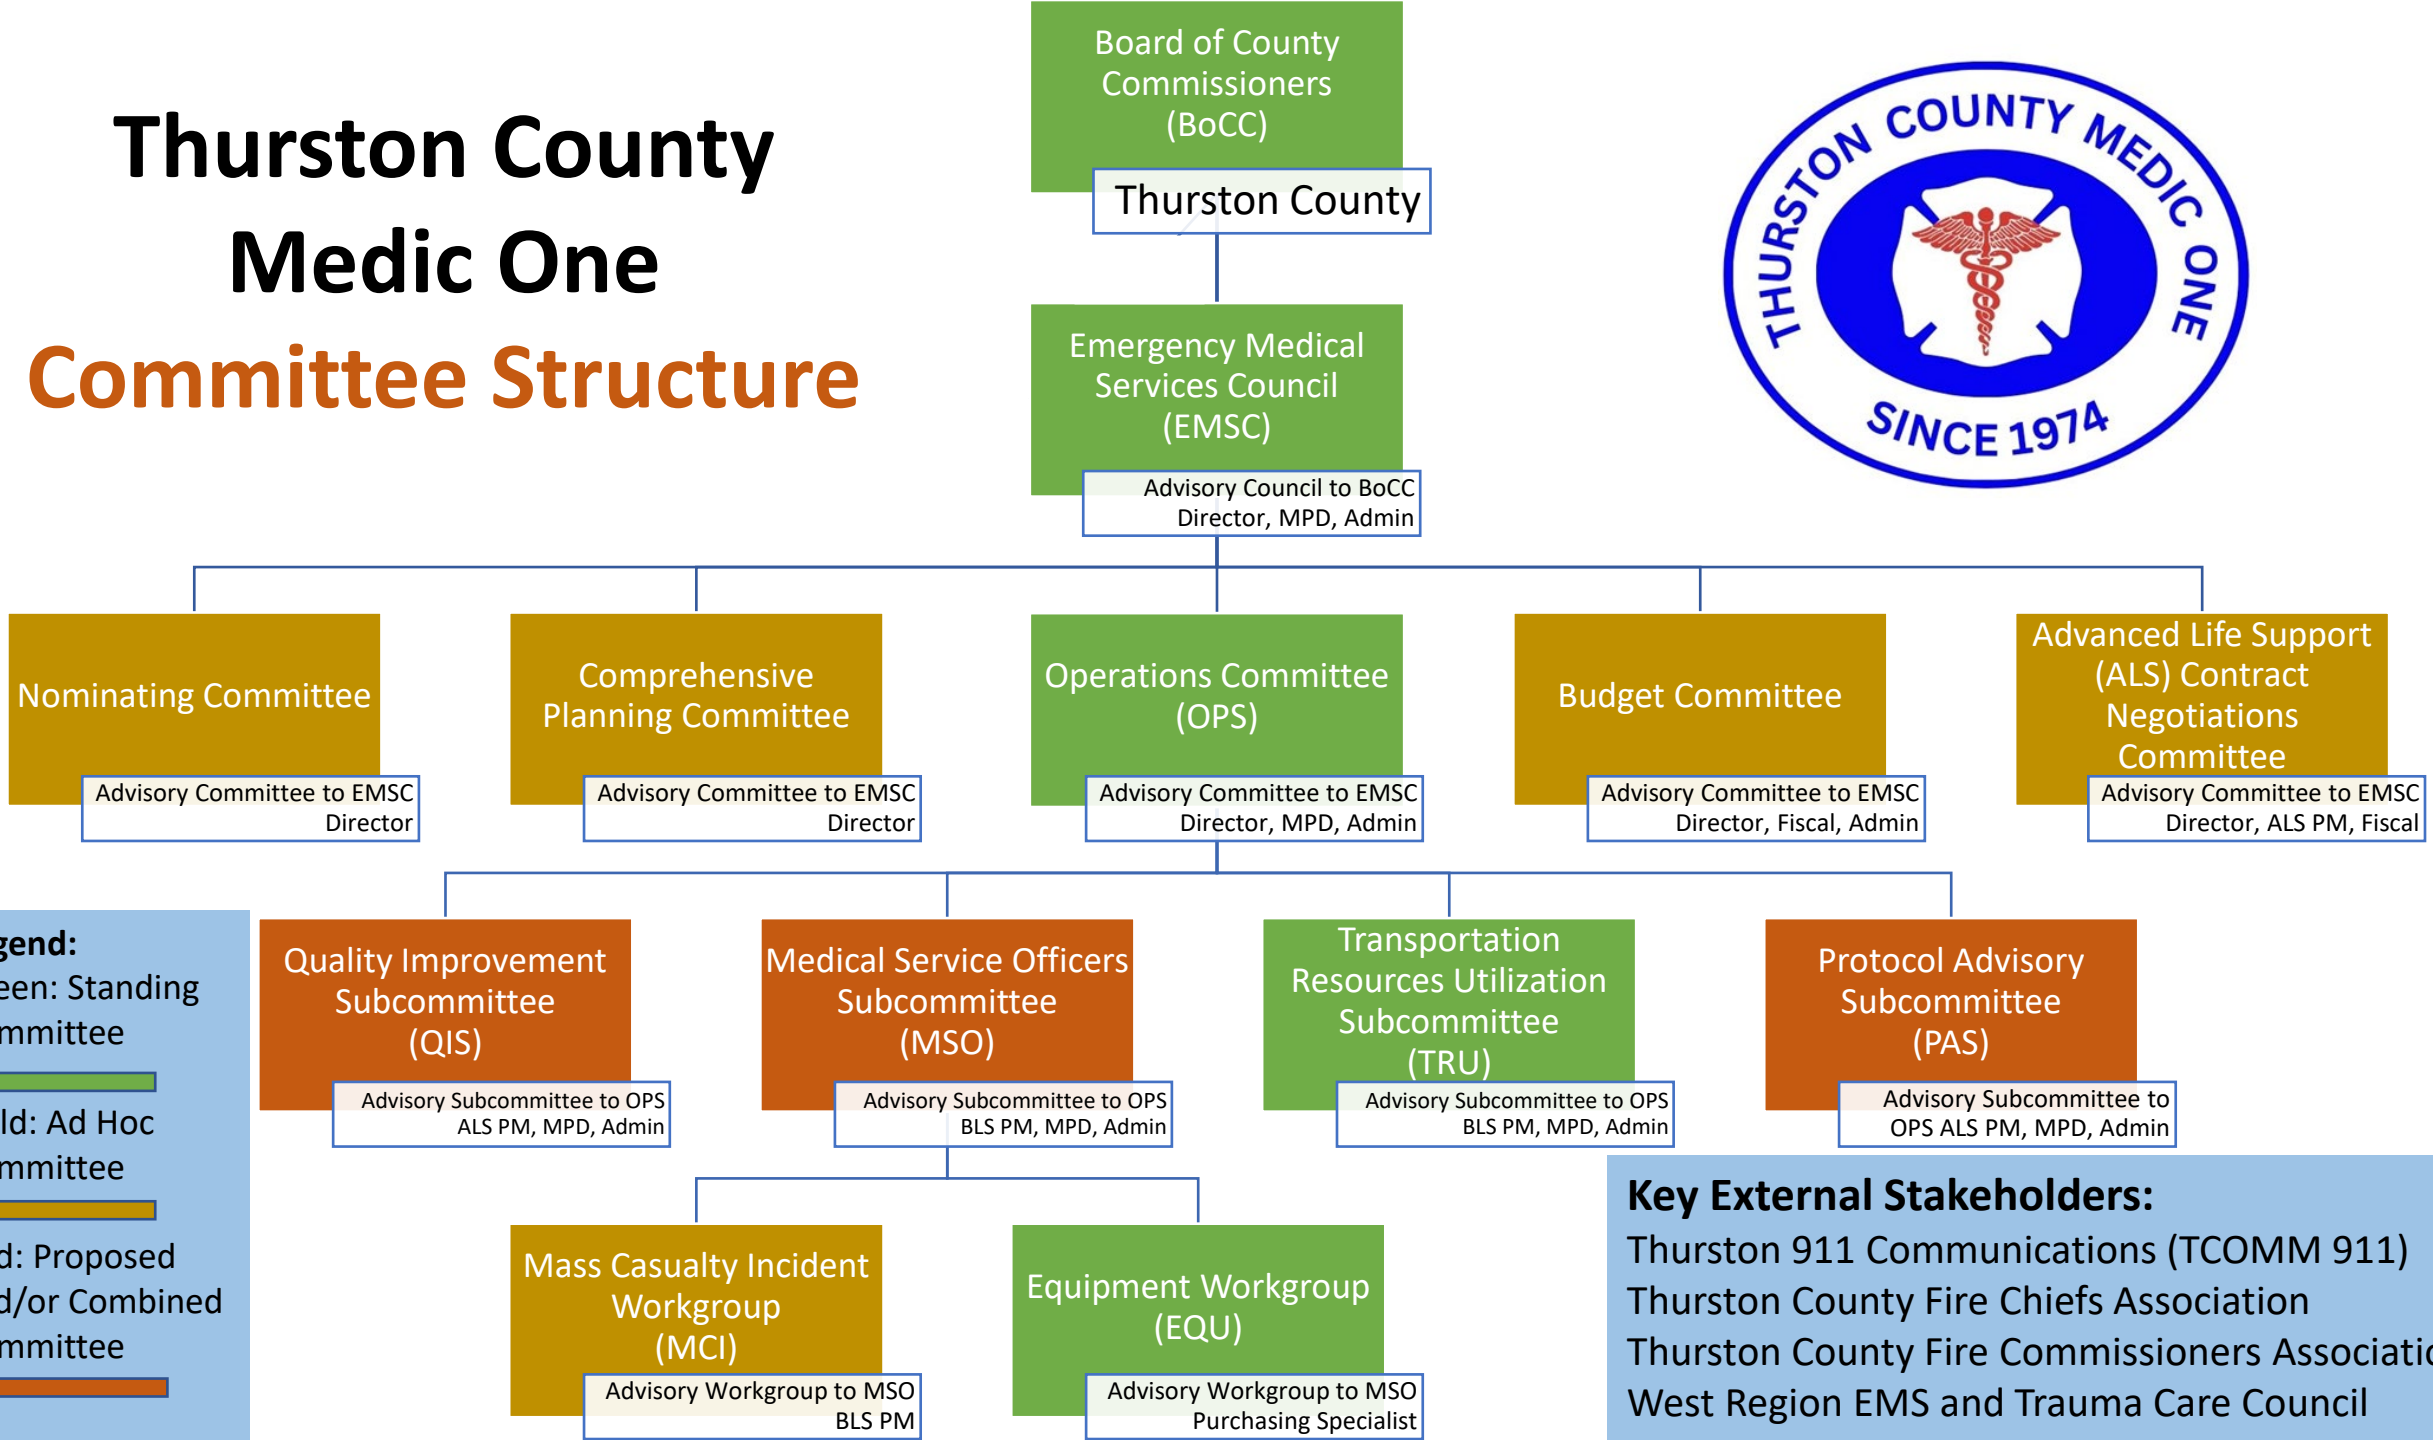 Thurston County
Medic One
Committee Structure
Board of County
Commissioners
(BoCC)
Thurston County
THURSTON COUNTY MEDIC ONE
SINCE 1974
Emergency Medical
Services Council
(EMSC)
Advisory Council to BoCC
Director, MPD, Admin
Nominating Committee
Advisory Committee to EMSC
Director
Comprehensive
Planning Committee
Advisory Committee to EMSC
Director
Operations Committee
(OPS)
Advisory Committee to EMSC
Director, MPD, Admin
Budget Committee
Advisory Committee to EMSC
Director, Fiscal, Admin
Advanced Life Support
(ALS) Contract
Negotiations
Committee
Advisory Committee to EMSC
Director, ALS PM, Fiscal
gend:
een: Standing
mmittee
ld: Ad Hoc
mmittee
d: Proposed
d/or Combined
mmittee
Quality Improvement
Subcommittee
(QIS)
Advisory Subcommittee to OPS
ALS PM, MPD, Admin
Medical Service Officers
Subcommittee
(MSO)
Advisory Subcommittee to OPS
BLS PM, MPD, Admin
Transportation
Resources Utilization
Subcommittee
(TRU)
Advisory Subcommittee to OPS
BLS PM, MPD, Admin
Protocol Advisory
Subcommittee
(PAS)
Advisory Subcommittee to
OPS ALS PM, MPD, Admin
Mass Casualty Incident
Workgroup
(MCI)
Advisory Workgroup to MSO
BLS PM
Equipment Workgroup
(EQU)
Advisory Workgroup to MSO
Purchasing Specialist
Key External Stakeholders:
Thurston 911 Communications (TCOMM 911)
Thurston County Fire Chiefs Association
Thurston County Fire Commissioners Associatio
West Region EMS and Trauma Care Council